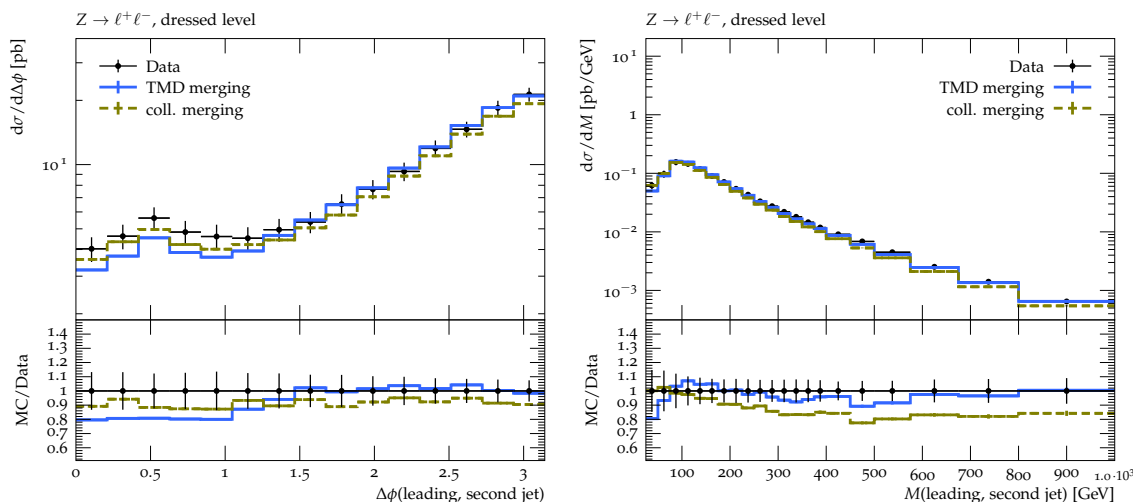 Z → ℓ⁺ℓ⁻, dressed level
dσ/dΔϕ [pb]
Data
TMD merging
coll. merging
10¹
MC/Data
1.4
1.3
1.2
1.1
1.0
0.9
0.8
0.7
0.6
0 0.5 1 1.5 2 2.5 3
Δϕ(leading, second jet)
Z → ℓ⁺ℓ⁻, dressed level
dσ/dM [pb/GeV]
Data
TMD merging
coll. merging
10¹
1
10⁻¹
10⁻²
10⁻³
MC/Data
1.4
1.3
1.2
1.1
1.0
0.9
0.8
0.7
0.6
100 200 300 400 500 600 700 800 900 1.0·10³
M(leading, second jet) [GeV]